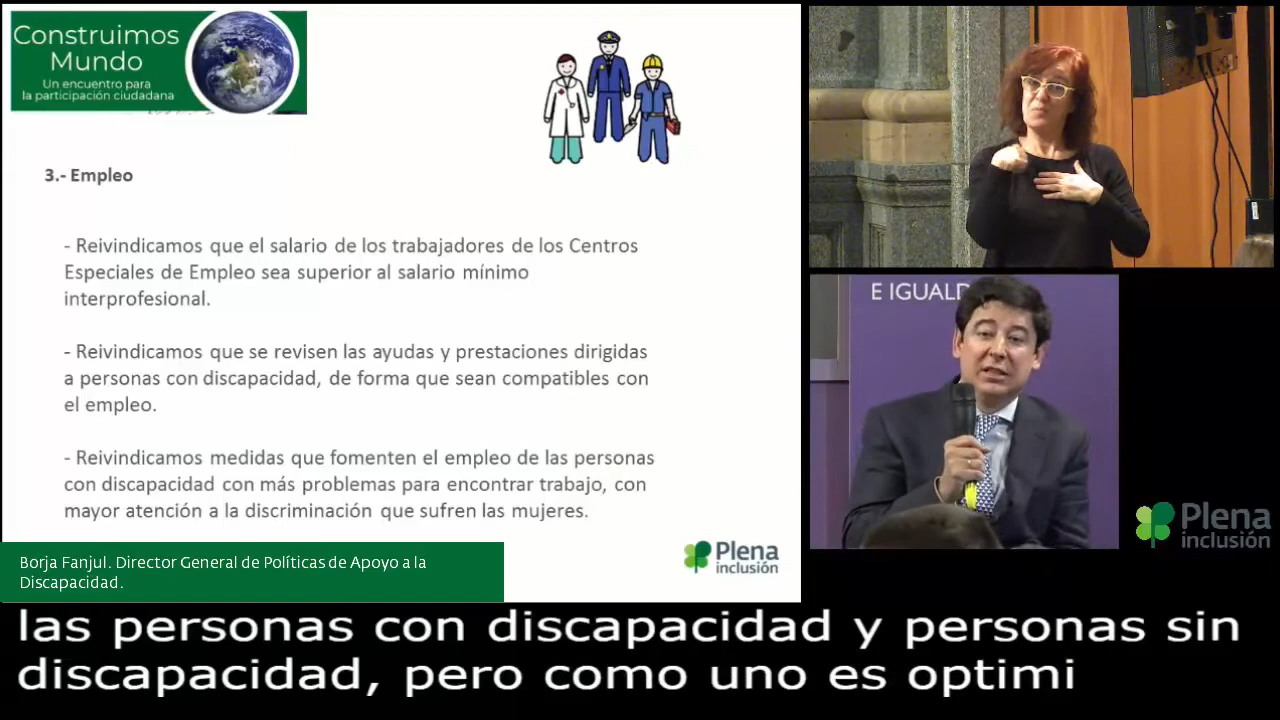 Construimos
Mundo
Un encuentro para
la participación ciudadana
3.- Empleo
- Reivindicamos que el salario de los trabajadores de los Centros
Especiales de Empleo sea superior al salario mínimo
interprofesional.
- Reivindicamos que se revisen las ayudas y prestaciones dirigidas
a personas con discapacidad, de forma que sean compatibles con
el empleo.
- Reivindicamos medidas que fomenten el empleo de las personas
con discapacidad con más problemas para encontrar trabajo, con
mayor atención a la discriminación que sufren las mujeres.
Plena
inclusión
Borja Fanjul. Director General de Políticas de Apoyo a la
Discapacidad.
E IGUALD
Plena
inclusión
las personas con discapacidad y personas sin
discapacidad, pero como uno es optimi